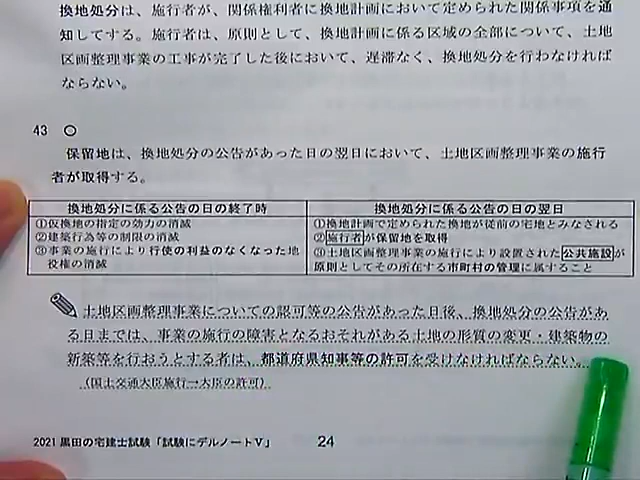 換地処分は、施行者が、関係権利者に換地計画において定められた関係事項を通
知してする。施行者は、原則として、換地計画に係る区域の全部について、土地
区画整理事業の工事が完了した後において、遅滞なく、換地処分を行わなければ
ならない。
43 ○
保留地は、換地処分の公告があった日の翌日において、土地区画整理事業の施行
者が取得する。
換地処分に係る公告の日の終了時
①仮換地の指定の効力の消滅
②建築行為等の制限の消滅
③事業の施行により行使の利益のなくなった地
役権の消滅
換地処分に係る公告の日の翌日
①換地計画で定められた換地が従前の宅地とみなされる
②施行者が保留地を取得
③土地区画整理事業の施行により設置された公共施設が
原則としてその所在する市町村の管理に属すること
土地区画整理事業についての認可等の公告があった日後、換地処分の公告があ
る日までは、事業の施行の障害となるおそれがある土地の形質の変更・建築物の
新築等を行おうとする者は、都道府県知事等の許可を受けなければならない。
（国土交通大臣施行→大臣の許可）
2021 黒田の宅建士試験「試験にデルノートⅤ」 24